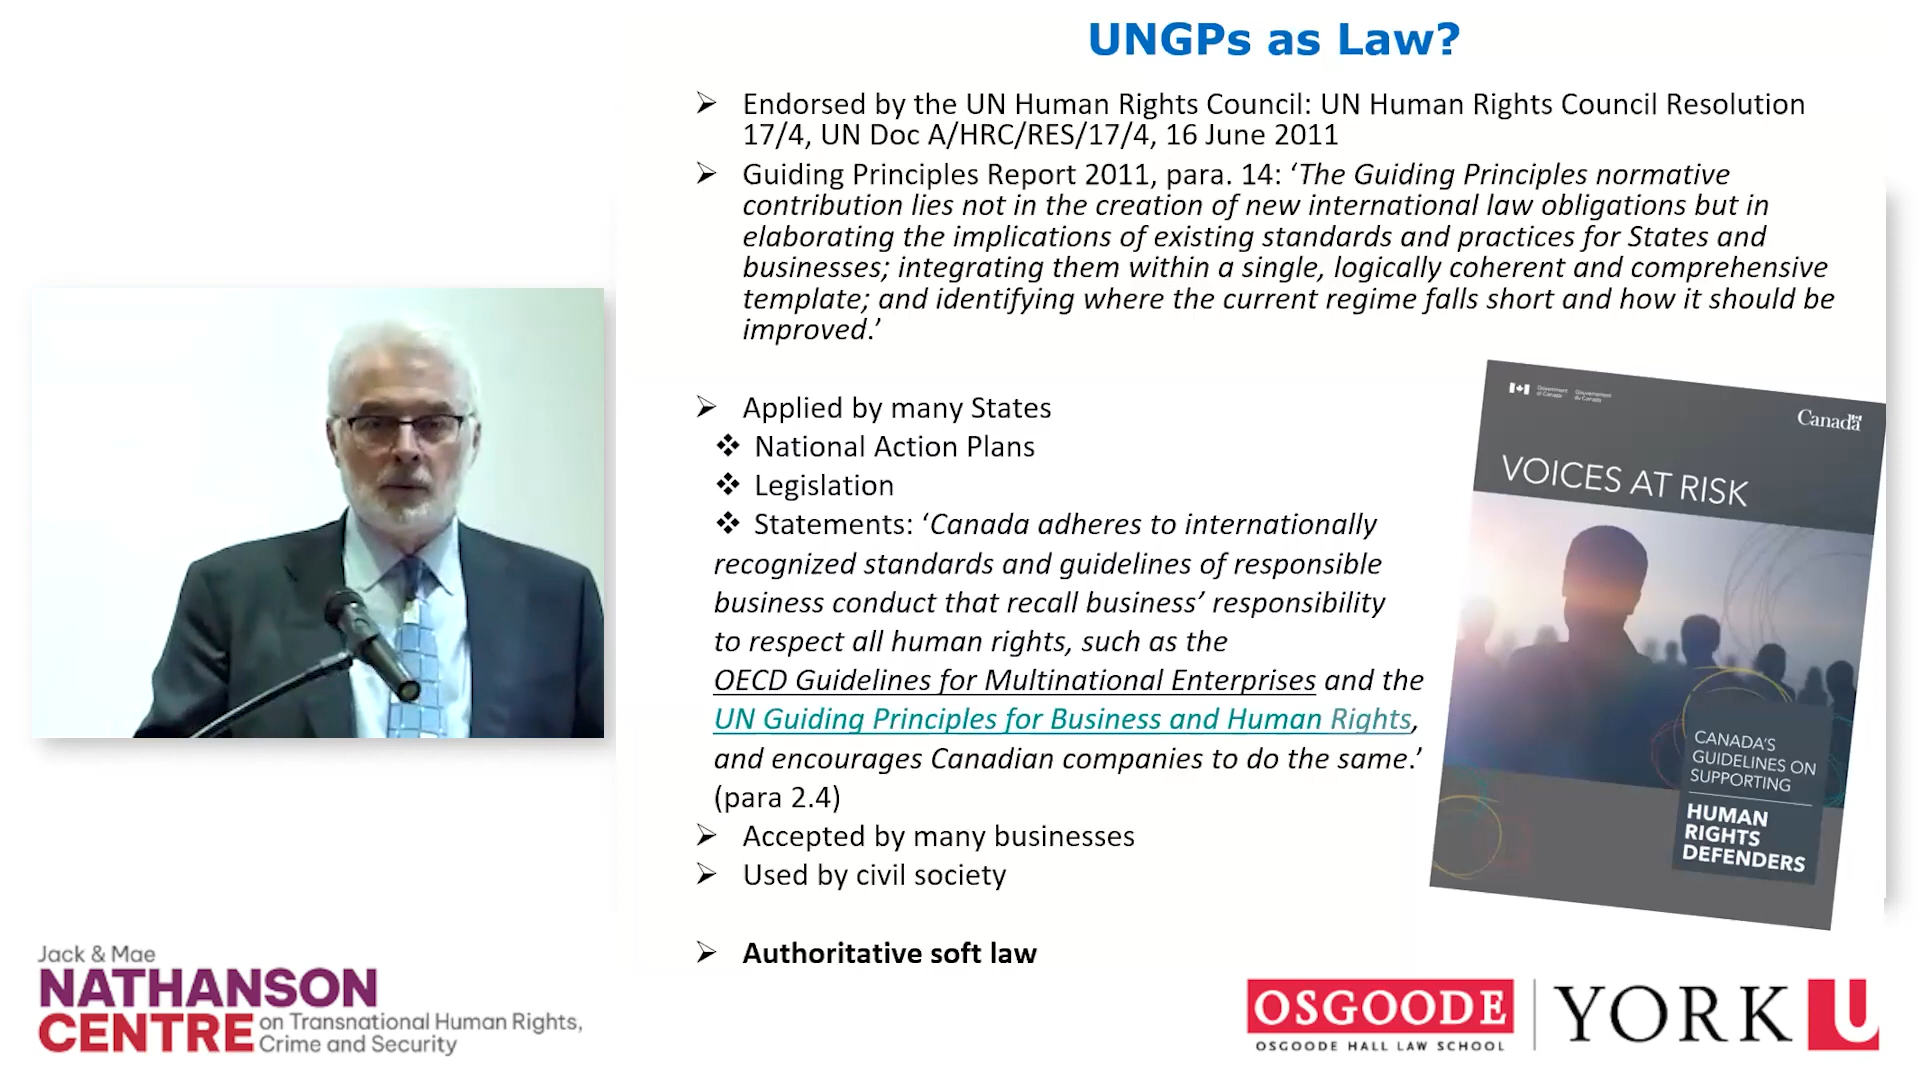 UNGPs as Law?
Endorsed by the UN Human Rights Council: UN Human Rights Council Resolution
17/4, UN Doc A/HRC/RES/17/4, 16 June 2011
Guiding Principles Report 2011, para. 14: ‘The Guiding Principles normative
contribution lies not in the creation of new international law obligations but in
elaborating the implications of existing standards and practices for States and
businesses; integrating them within a single, logically coherent and comprehensive
template; and identifying where the current regime falls short and how it should be
improved.’
Applied by many States
National Action Plans
Legislation
Statements: ‘Canada adheres to internationally
recognized standards and guidelines of responsible
business conduct that recall business’ responsibility
to respect all human rights, such as the
OECD Guidelines for Multinational Enterprises and the
UN Guiding Principles for Business and Human Rights,
and encourages Canadian companies to do the same.’
(para 2.4)
Accepted by many businesses
Used by civil society
Authoritative soft law
Government of Canada
Gouvernement du Canada
Canada
VOICES AT RISK
CANADA’S
GUIDELINES ON
SUPPORTING
HUMAN
RIGHTS
DEFENDERS
Jack & Mae
NATHANSON
CENTRE on Transnational Human Rights,
Crime and Security
OSGOODE
OSGOODE HALL LAW SCHOOL
YORK U